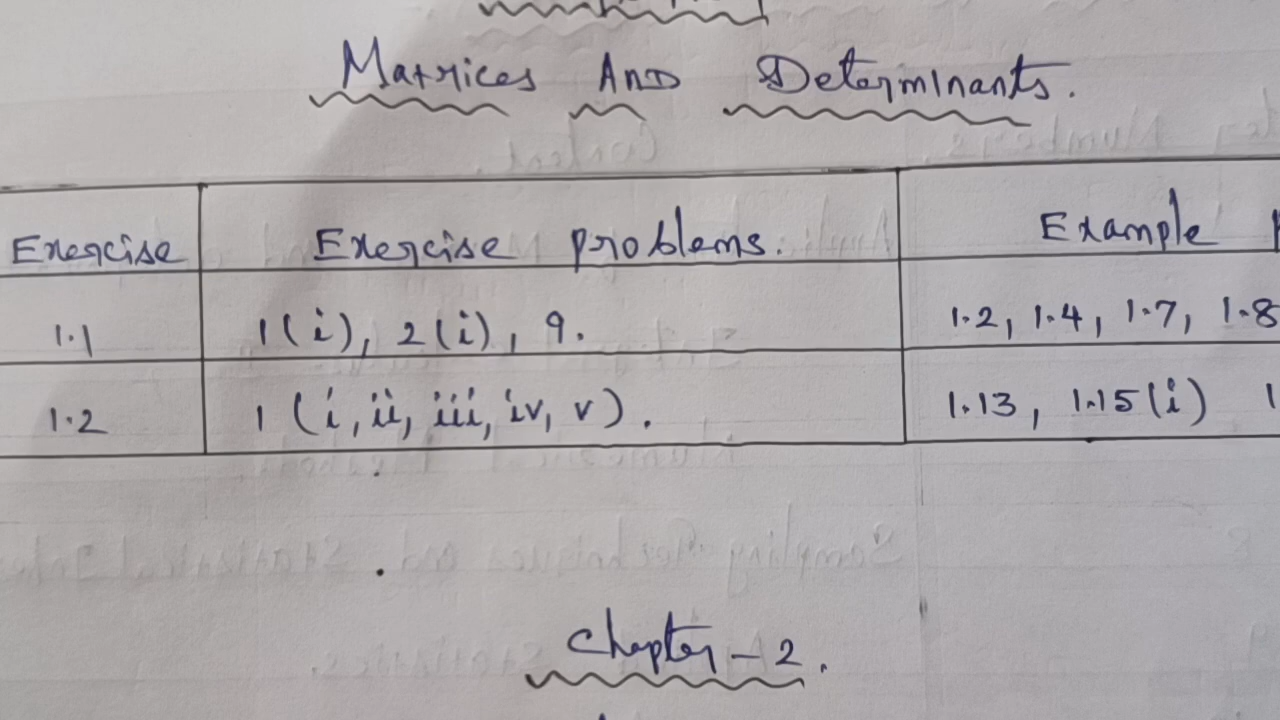 Matrices AND Determinants.
Exercise Exercise problems. Example
1.1 1(i), 2(i), 9. 1.2, 1.4, 1.7, 1.8
1.2 1 (i, ii, iii, iv, v). 1.13, 1.15(i)
Chapter - 2.